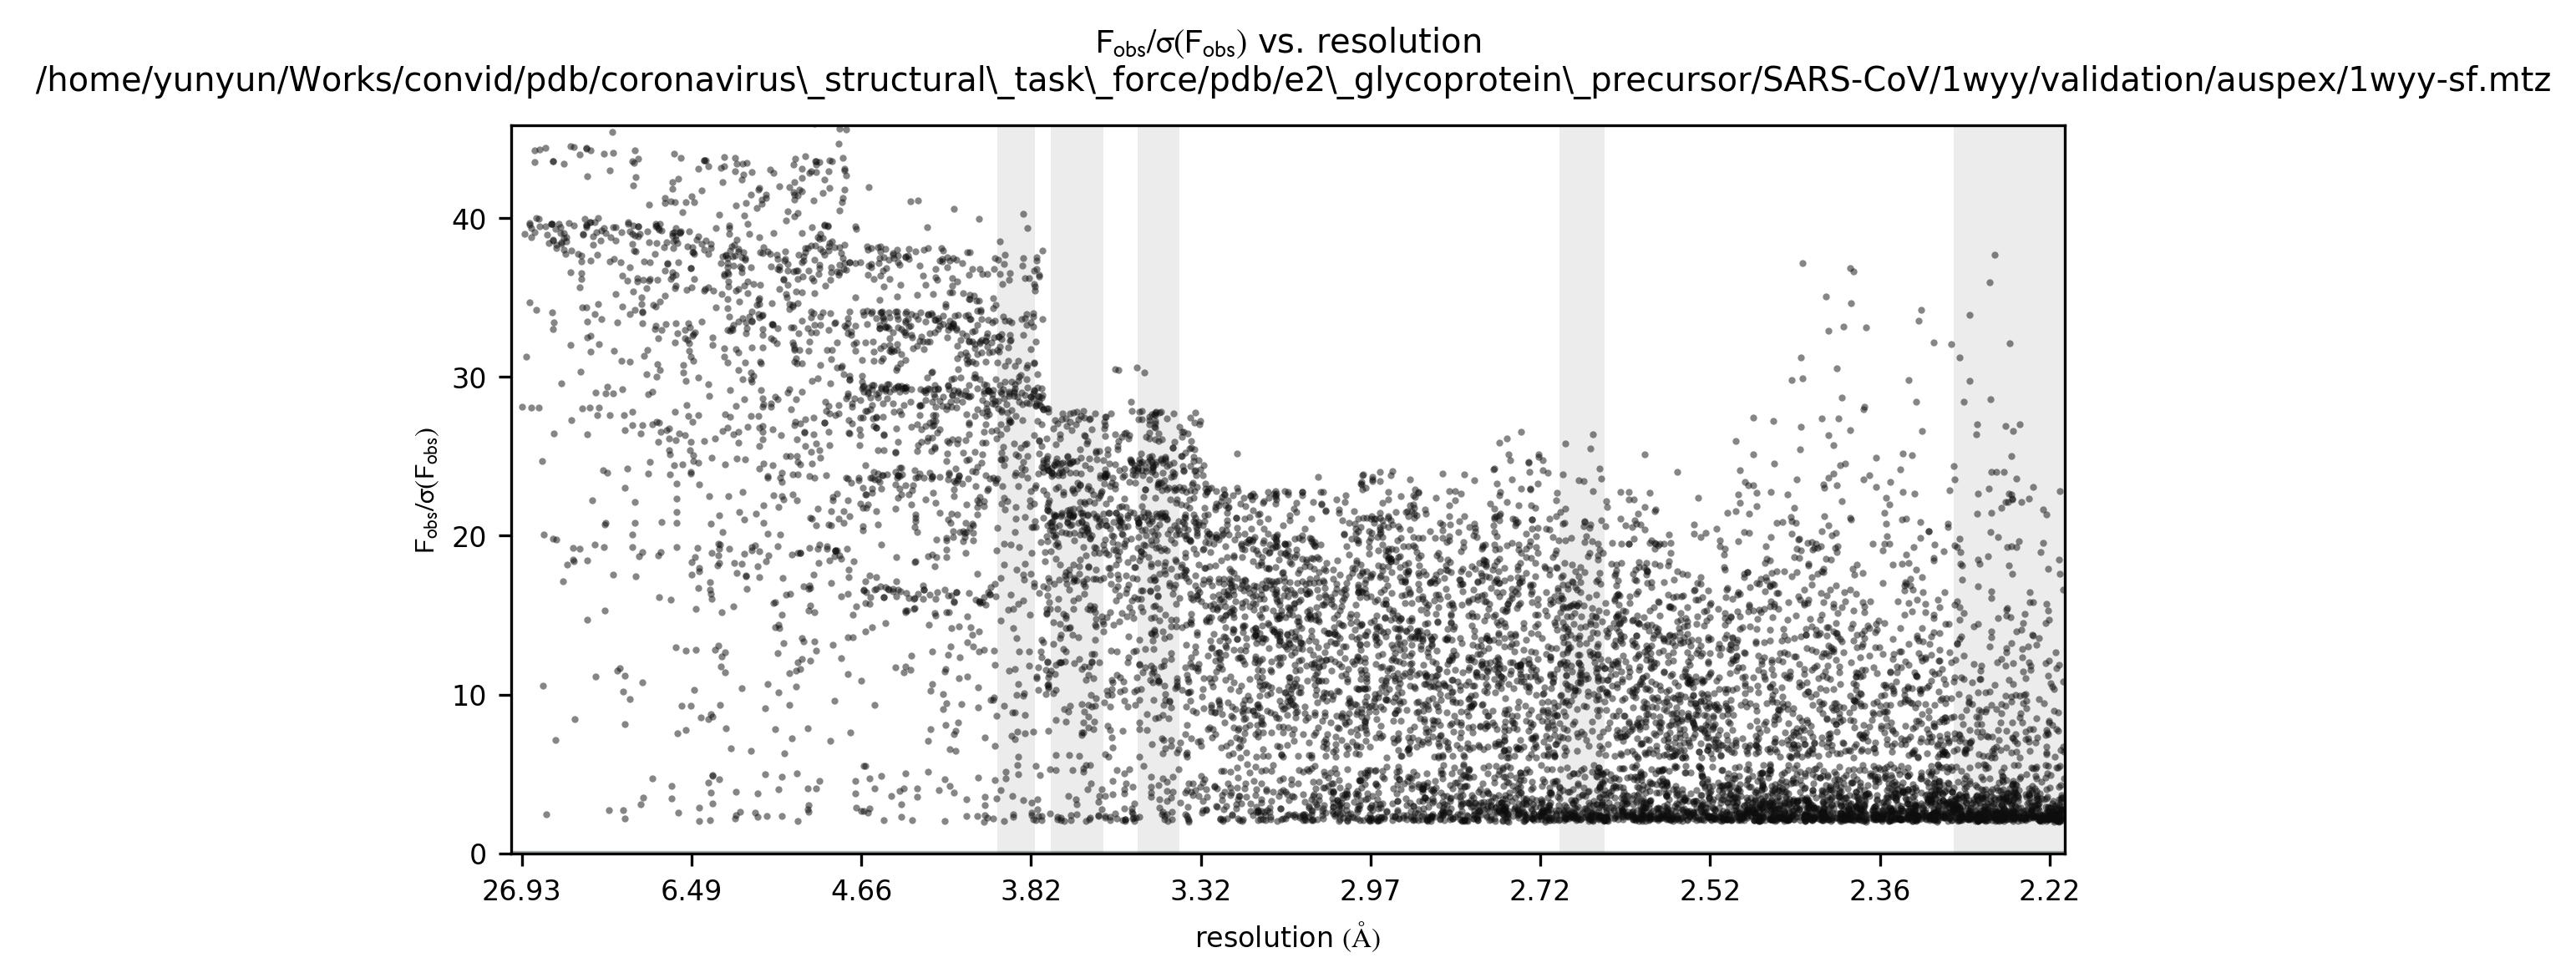 Fobs/σ(Fobs) vs. resolution
/home/yunyun/Works/convid/pdb/coronavirus\_structural\_task\_force/pdb/e2\_glycoprotein\_precursor/SARS-CoV/1wyy/validation/auspex/1wyy-sf.mtz
Fobs/σ(Fobs)
40
30
20
10
0
26.93 6.49 4.66 3.82 3.32 2.97 2.72 2.52 2.36 2.22
resolution (Å)